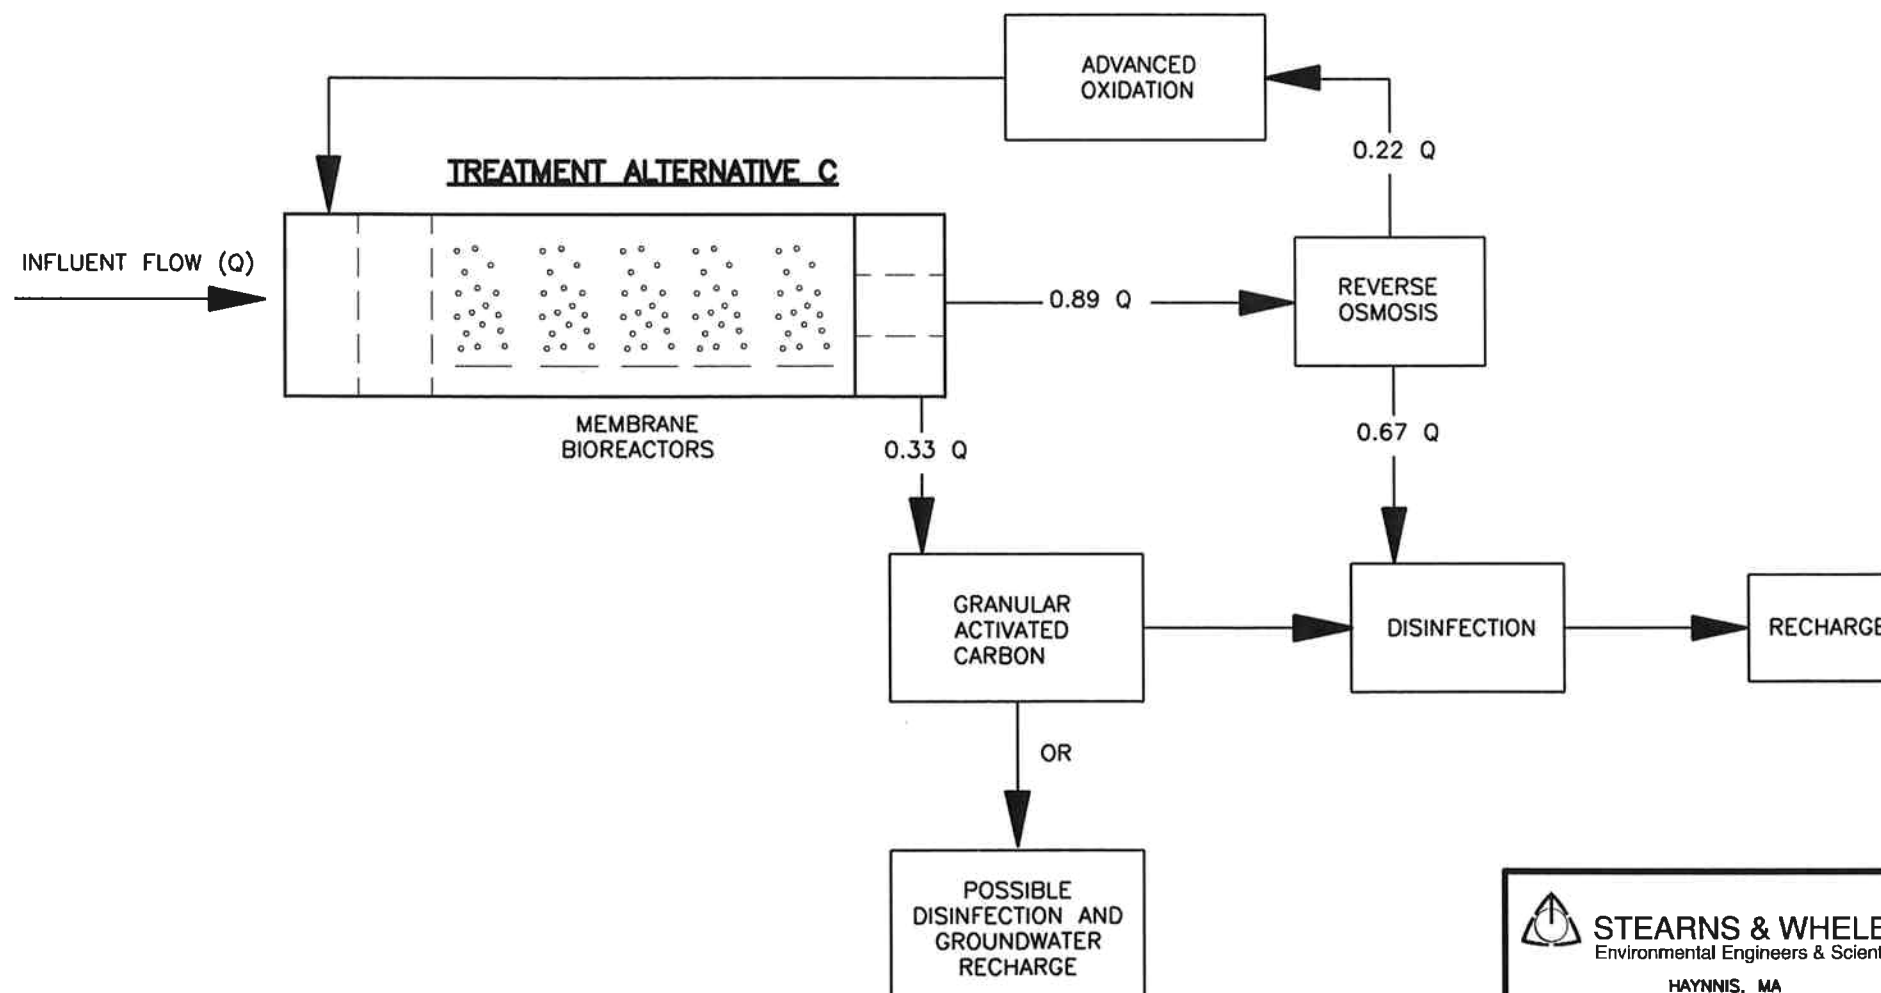 ADVANCED
OXIDATION
0.22 Q
TREATMENT ALTERNATIVE C
INFLUENT FLOW (Q)
0.89 Q
REVERSE
OSMOSIS
MEMBRANE
BIOREACTORS
0.33 Q
0.67 Q
GRANULAR
ACTIVATED
CARBON
DISINFECTION
RECHARGE
OR
POSSIBLE
DISINFECTION AND
GROUNDWATER
RECHARGE
STEARNS & WHELE
Environmental Engineers & Scient
HAYNNIS, MA